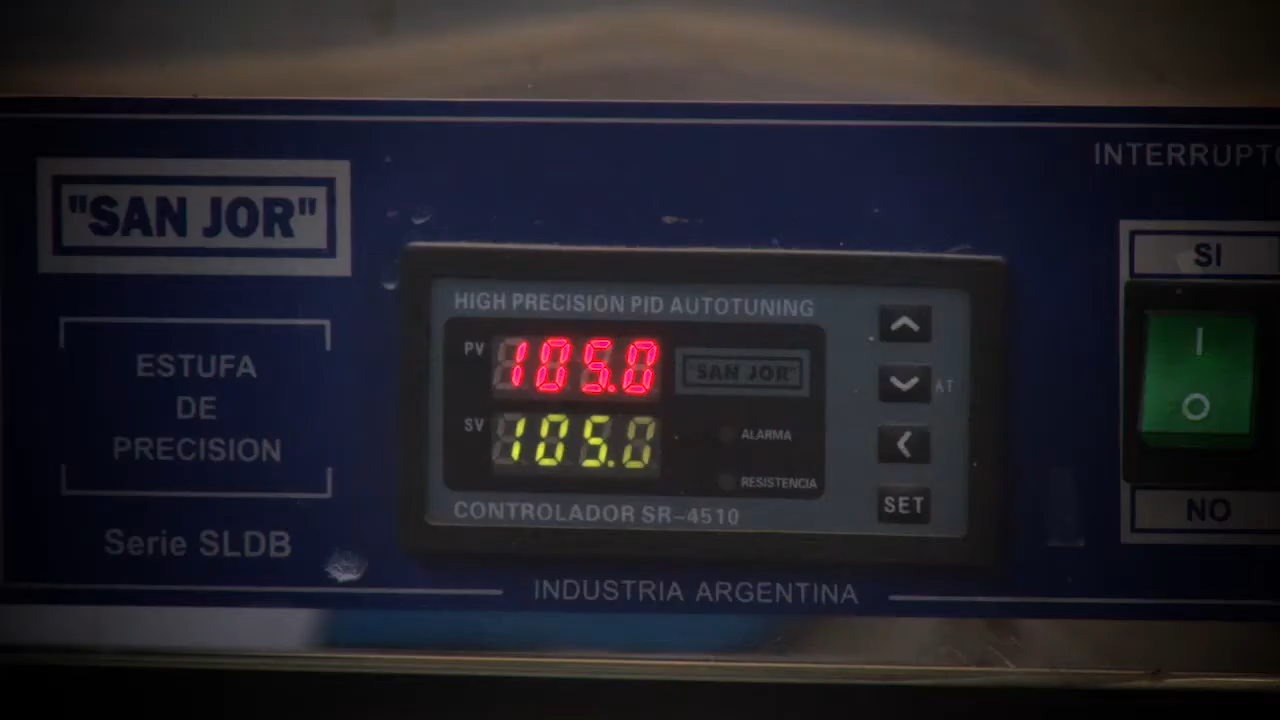 "SAN JOR"
ESTUFA
DE
PRECISION
Serie SLDB
HIGH PRECISION PID AUTOTUNING
PV 105.0
"SAN JOR"
SV 105.0
ALARMA
RESISTENCIA
CONTROLADOR SR-4510
AT
SET
INDUSTRIA ARGENTINA
INTERRUPTO
SI
I
O
NO